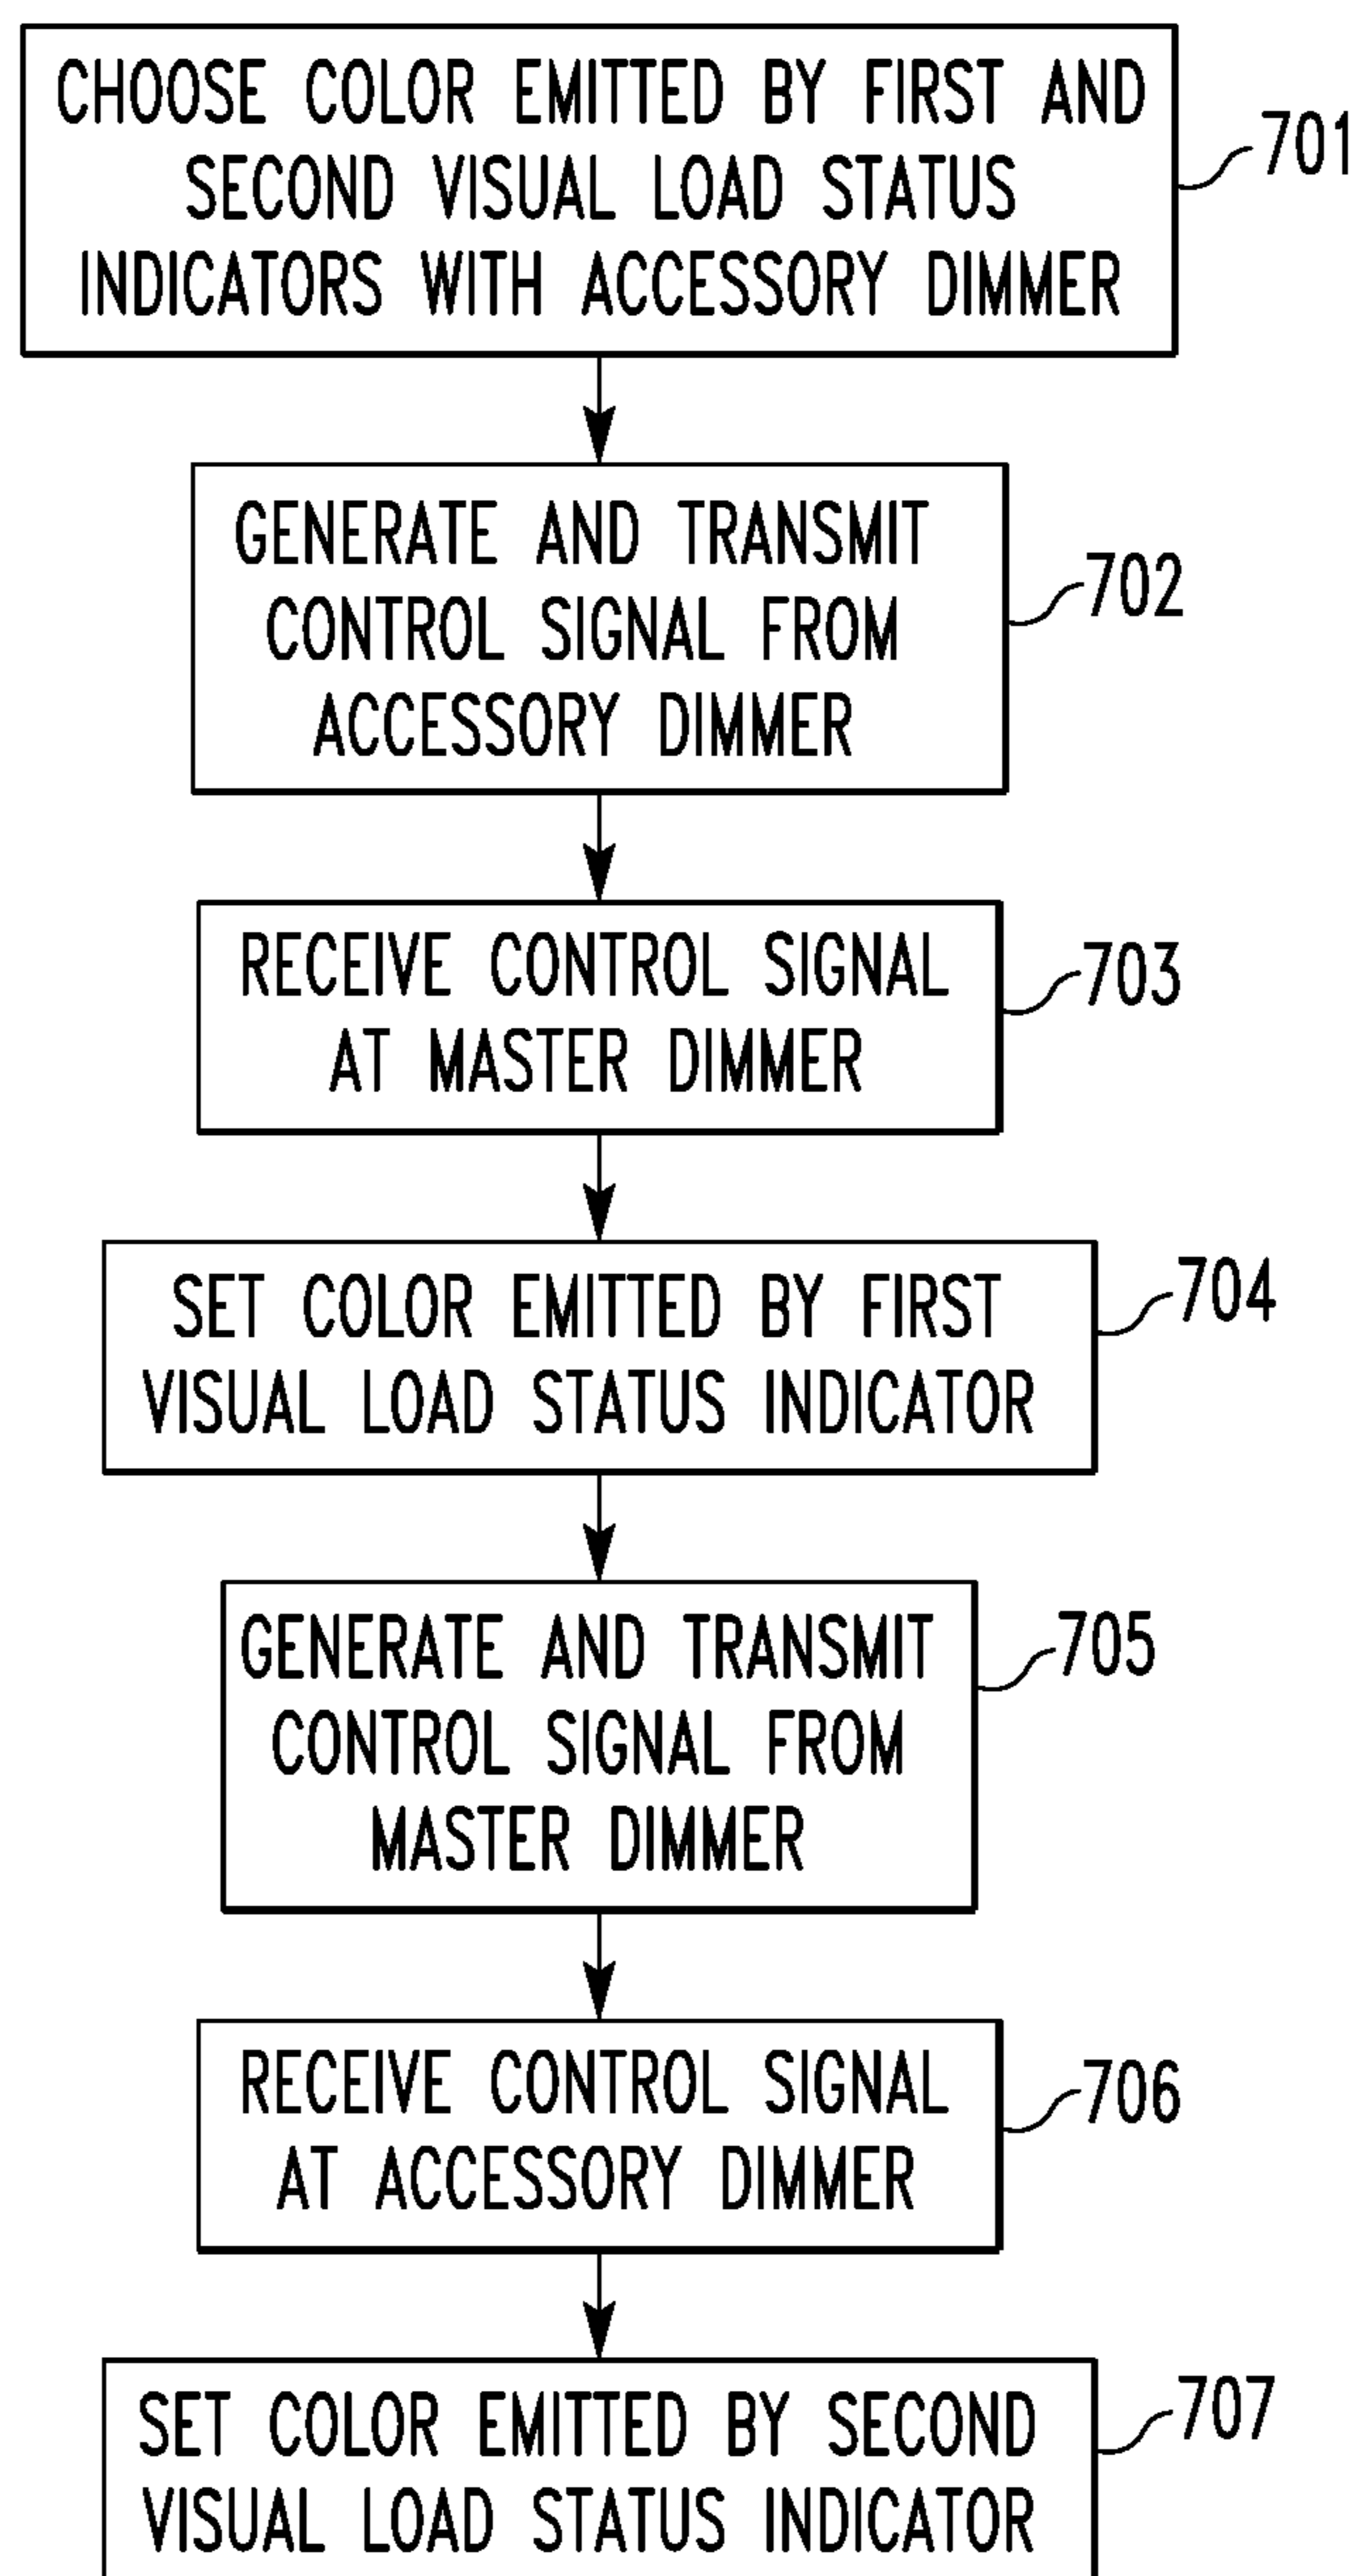 CHOOSE COLOR EMITTED BY FIRST AND
SECOND VISUAL LOAD STATUS
INDICATORS WITH ACCESSORY DIMMER
701
GENERATE AND TRANSMIT
CONTROL SIGNAL FROM
ACCESSORY DIMMER
702
RECEIVE CONTROL SIGNAL
AT MASTER DIMMER
703
SET COLOR EMITTED BY FIRST
VISUAL LOAD STATUS INDICATOR
704
GENERATE AND TRANSMIT
CONTROL SIGNAL FROM
MASTER DIMMER
705
RECEIVE CONTROL SIGNAL
AT ACCESSORY DIMMER
706
SET COLOR EMITTED BY SECOND
VISUAL LOAD STATUS INDICATOR
707